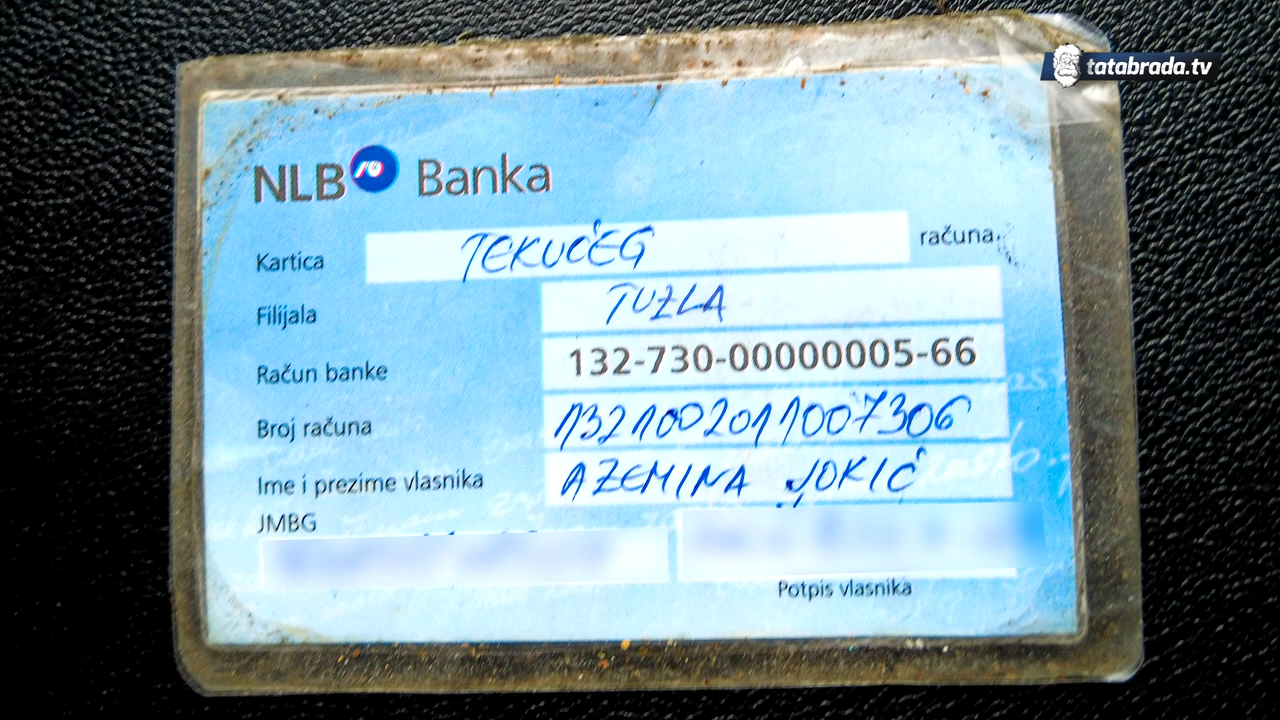 tatabrada.tv
NLB Banka
Kartica TEKUĆEG računa
Filijala TUZLA
Račun banke 132-730-00000005-66
Broj računa 1321002011007306
Ime i prezime vlasnika AZEMINA JOKIĆ
JMBG
Potpis vlasnika